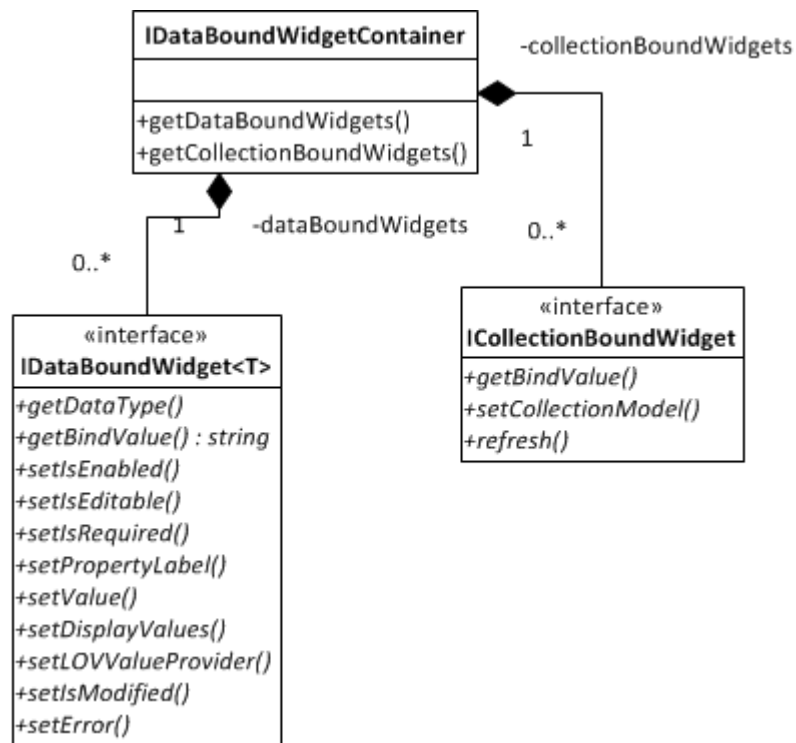 IDataBoundWidgetContainer
+getDataBoundWidgets()
+getCollectionBoundWidgets()
-collectionBoundWidgets
1
0..*
1
-dataBoundWidgets
0..*
«interface»
IDataBoundWidget<T>
+getDataType()
+getBindValue() : string
+setIsEnabled()
+setIsEditable()
+setIsRequired()
+setPropertyLabel()
+setValue()
+setDisplayValues()
+setLOVValueProvider()
+setIsModified()
+setError()
«interface»
ICollectionBoundWidget
+getBindValue()
+setCollectionModel()
+refresh()